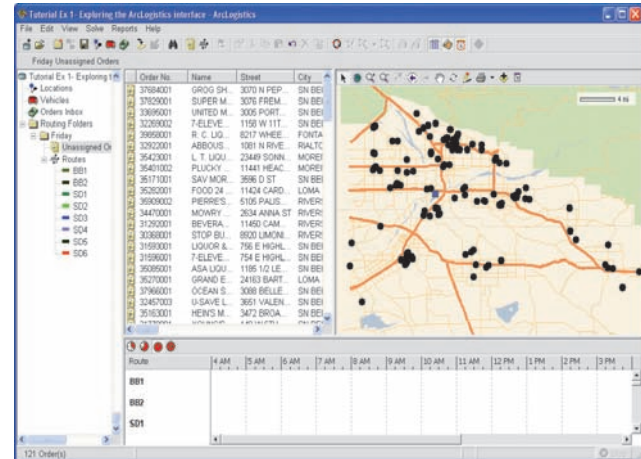 Tutorial Ex 1- Exploring the ArcLogistics interface - ArcLogistics
File Edit View Solve Reports Help
Friday Unassigned Orders
Tutorial Ex 1- Exploring t
Locations
Vehicles
Orders Inbox
Routing Folders
Friday
Unassigned Or
Routes
BB1
BB2
SD1
SD2
SD3
SD4
SD5
SD6
Order No. Name Street City
37684001 GROG SH... 3070 N PEP... SN BEI
37829001 SUPER M... 3076 FREM... SN BEI
33695001 UNITED M... 3005 PORT... SN BEI
32269002 7-ELEVE... 1158 W 11T... SN BEI
39858001 R. C. LIQ... 8217 WHEE... FONTA
32922001 ABBOUS... 1081 N RIVE... RIALTO
35423001 L. T. LIQU... 23449 SONN... MOREI
35401002 PLUCKY ... 11441 HEAC... MOREI
35171001 SAV MOR... 3596 D ST SN BEI
35282001 FOOD 24 ... 11424 CARD... LOMA
35909002 PIERRE'S... 5105 PALIS... RIVERS
34470001 MOWRY ... 2634 ANNA ST RIVERS
31292001 BEVERA... 11450 CAM... RIVERS
30368001 STOP BU... 8920 LIMONI... RIVERS
31593001 LIQUOR &... 756 E HIGHL... SN BEI
31596001 7-ELEVE... 754 E HIGHL... SN BEI
35085001 ASA LIQU... 1195 1/2 LE... SN BEI
35270001 GRAND E... 24163 BART... LOMA
37966001 OCEAN S... 3088 BELLE... SN BEI
32457003 U-SAVE L... 3651 VALEN... SN BEI
35163001 HEIN'S M... 3472 BROA... SN BEI
4 mi
Route 4 AM 5 AM 6 AM 7 AM 8 AM 9 AM 10 AM 11 AM 12 PM 1 PM 2 PM 3 PM
BB1
BB2
SD1
121 Order(s)